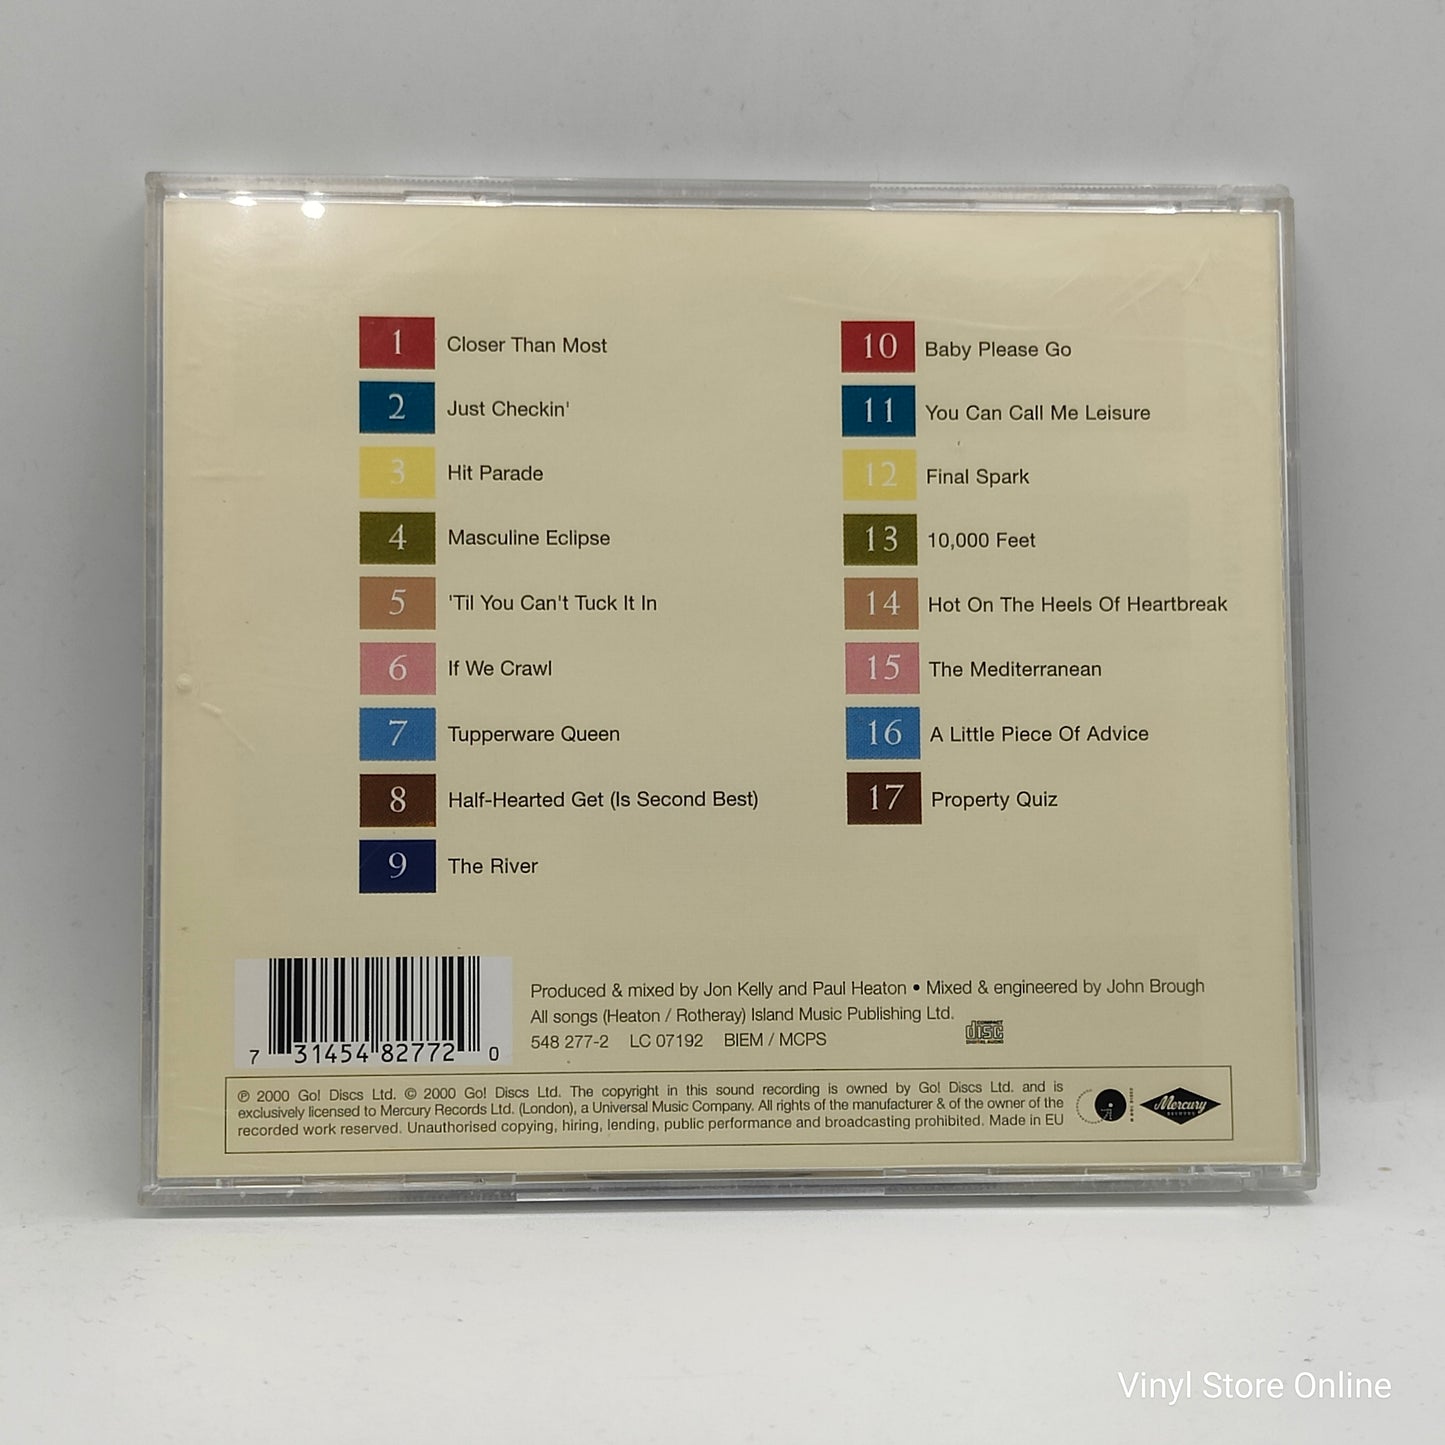 1 Closer Than Most
2 Just Checkin'
3 Hit Parade
4 Masculine Eclipse
5 'Til You Can't Tuck It In
6 If We Crawl
7 Tupperware Queen
8 Half-Hearted Get (Is Second Best)
9 The River
10 Baby Please Go
11 You Can Call Me Leisure
12 Final Spark
13 10,000 Feet
14 Hot On The Heels Of Heartbreak
15 The Mediterranean
16 A Little Piece Of Advice
17 Property Quiz
7 31454 82772 0
Produced & mixed by Jon Kelly and Paul Heaton • Mixed & engineered by John Brough
All songs (Heaton / Rotheray) Island Music Publishing Ltd.
548 277-2 LC 07192 BIEM / MCPS
COMPACT
disc
DIGITAL AUDIO
℗ 2000 Go! Discs Ltd. © 2000 Go! Discs Ltd. The copyright in this sound recording is owned by Go! Discs Ltd. and is
exclusively licensed to Mercury Records Ltd. (London), a Universal Music Company. All rights of the manufacturer & of the owner of the
recorded work reserved. Unauthorised copying, hiring, lending, public performance and broadcasting prohibited. Made in EU
Mercury
RECORDS
Vinyl Store Online